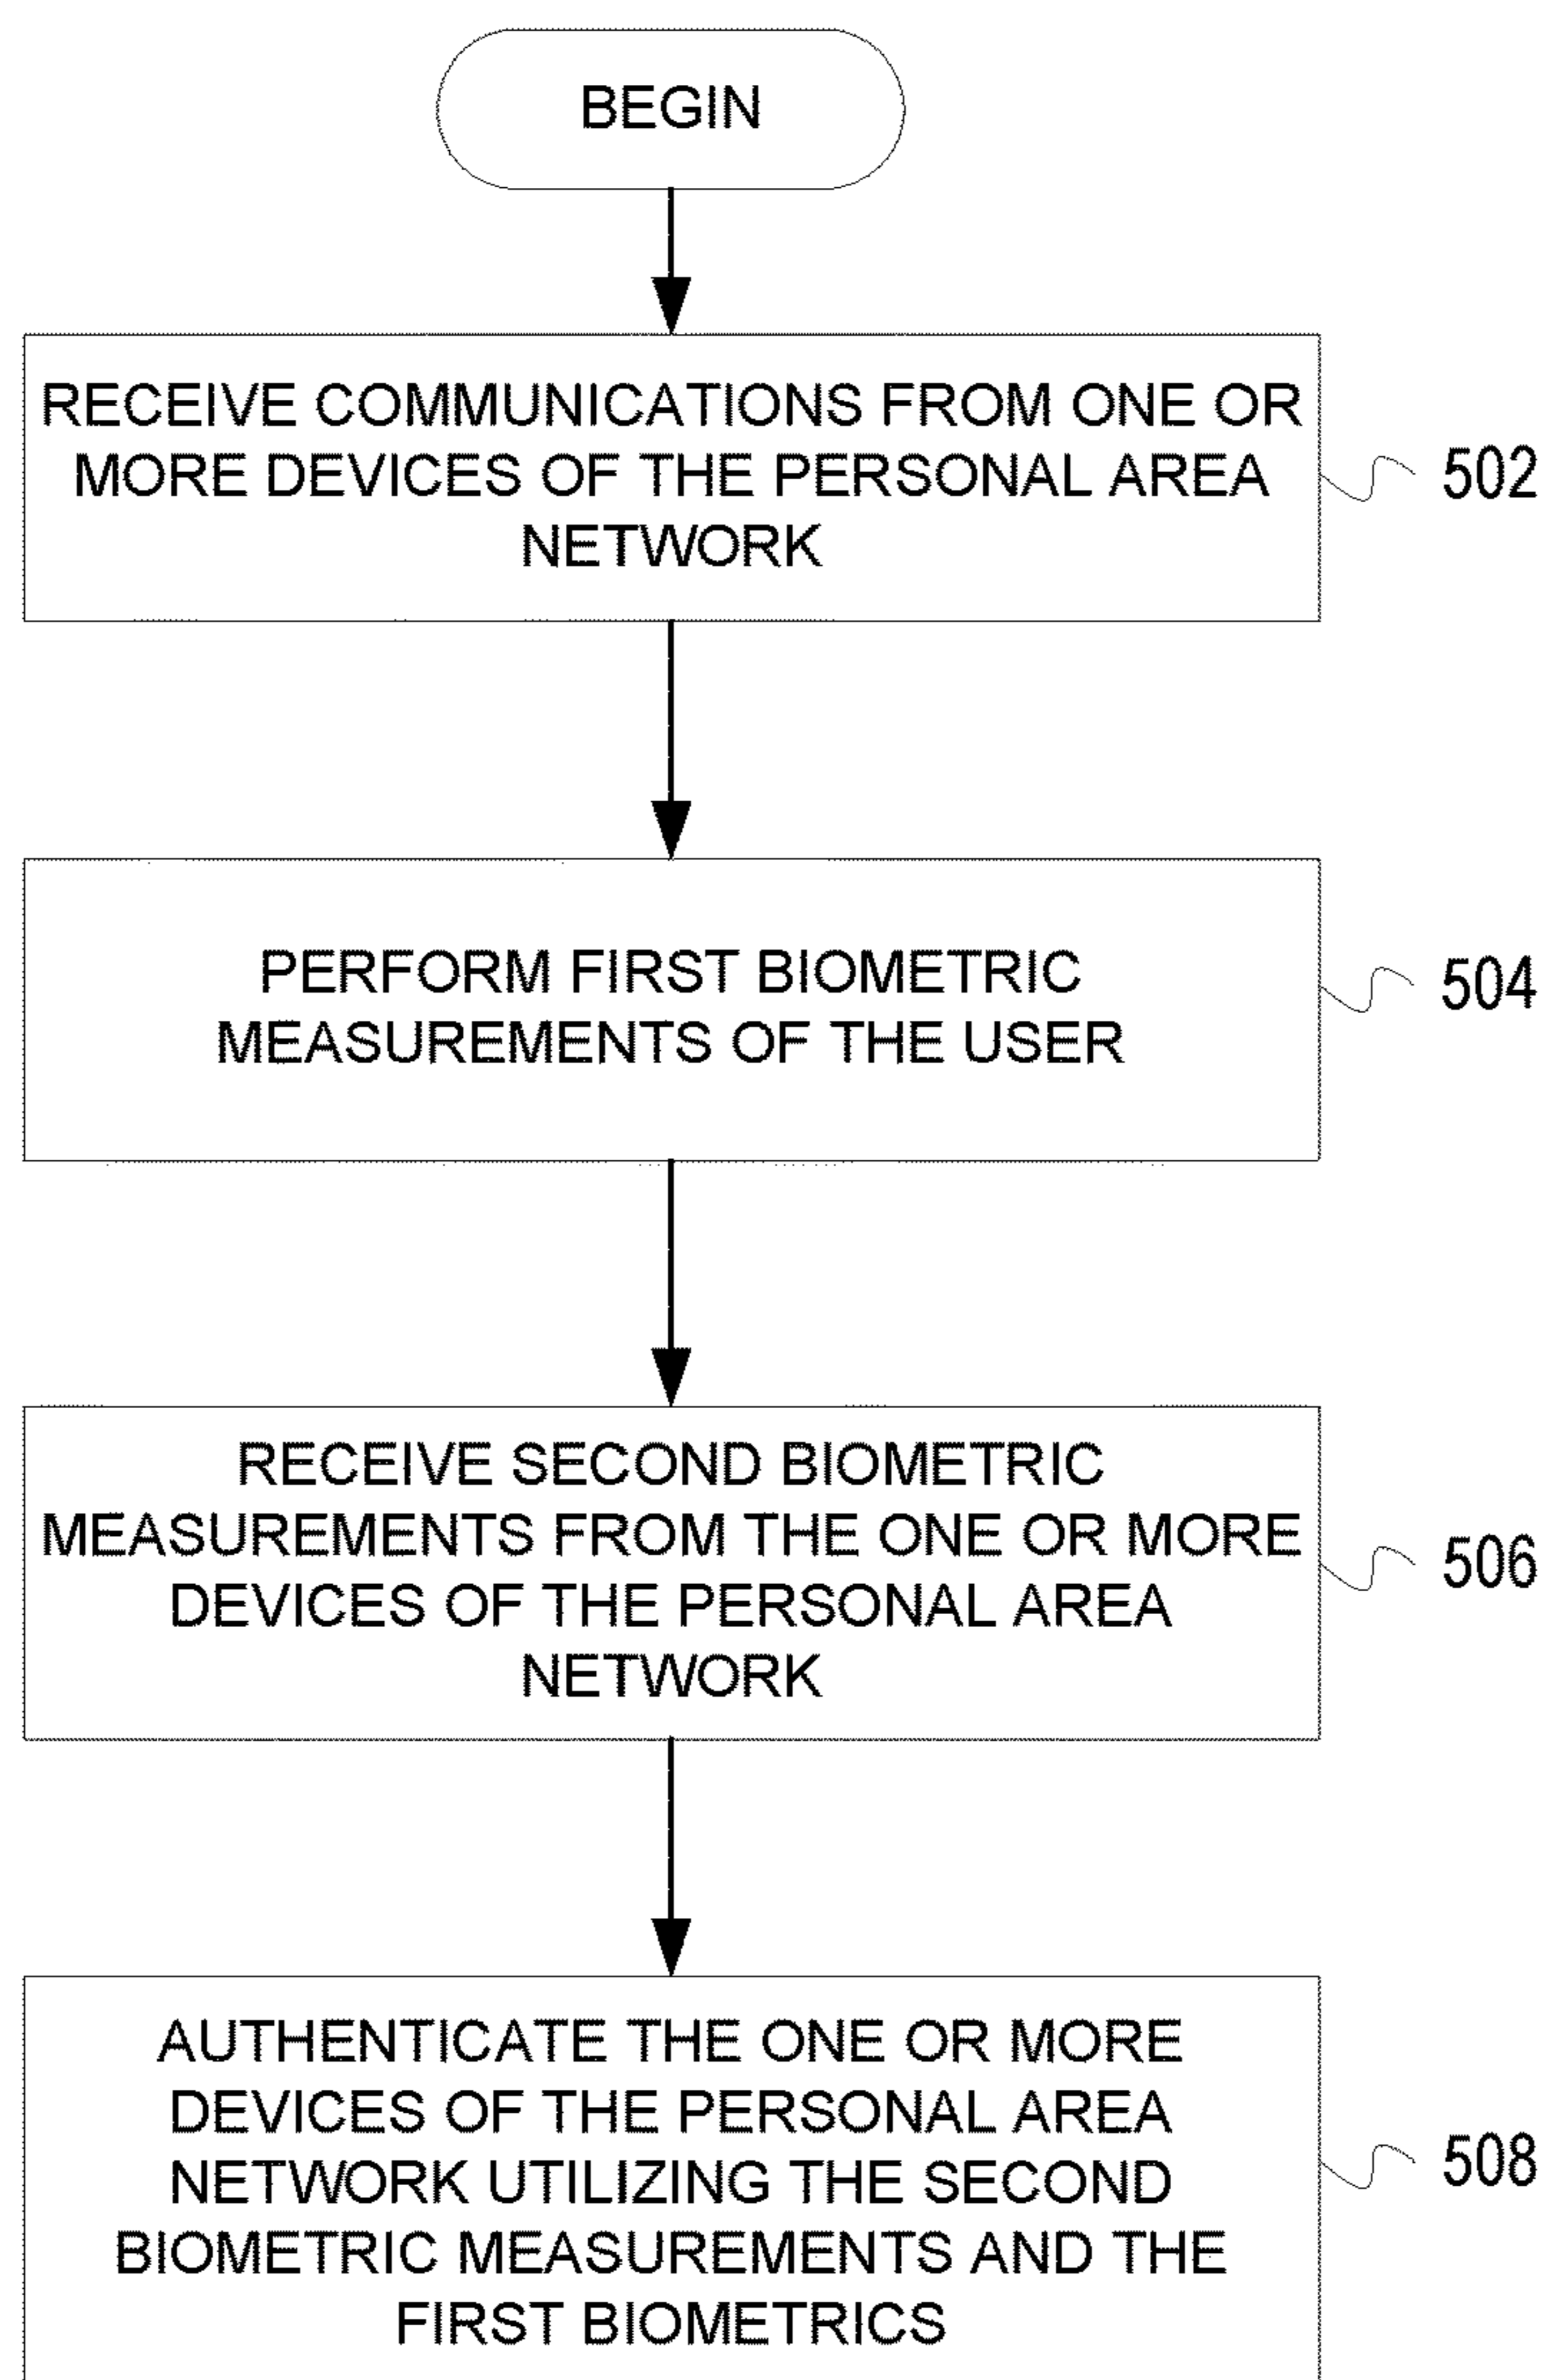 BEGIN
RECEIVE COMMUNICATIONS FROM ONE OR
MORE DEVICES OF THE PERSONAL AREA
NETWORK
502
PERFORM FIRST BIOMETRIC
MEASUREMENTS OF THE USER
504
RECEIVE SECOND BIOMETRIC
MEASUREMENTS FROM THE ONE OR MORE
DEVICES OF THE PERSONAL AREA
NETWORK
506
AUTHENTICATE THE ONE OR MORE
DEVICES OF THE PERSONAL AREA
NETWORK UTILIZING THE SECOND
BIOMETRIC MEASUREMENTS AND THE
FIRST BIOMETRICS
508